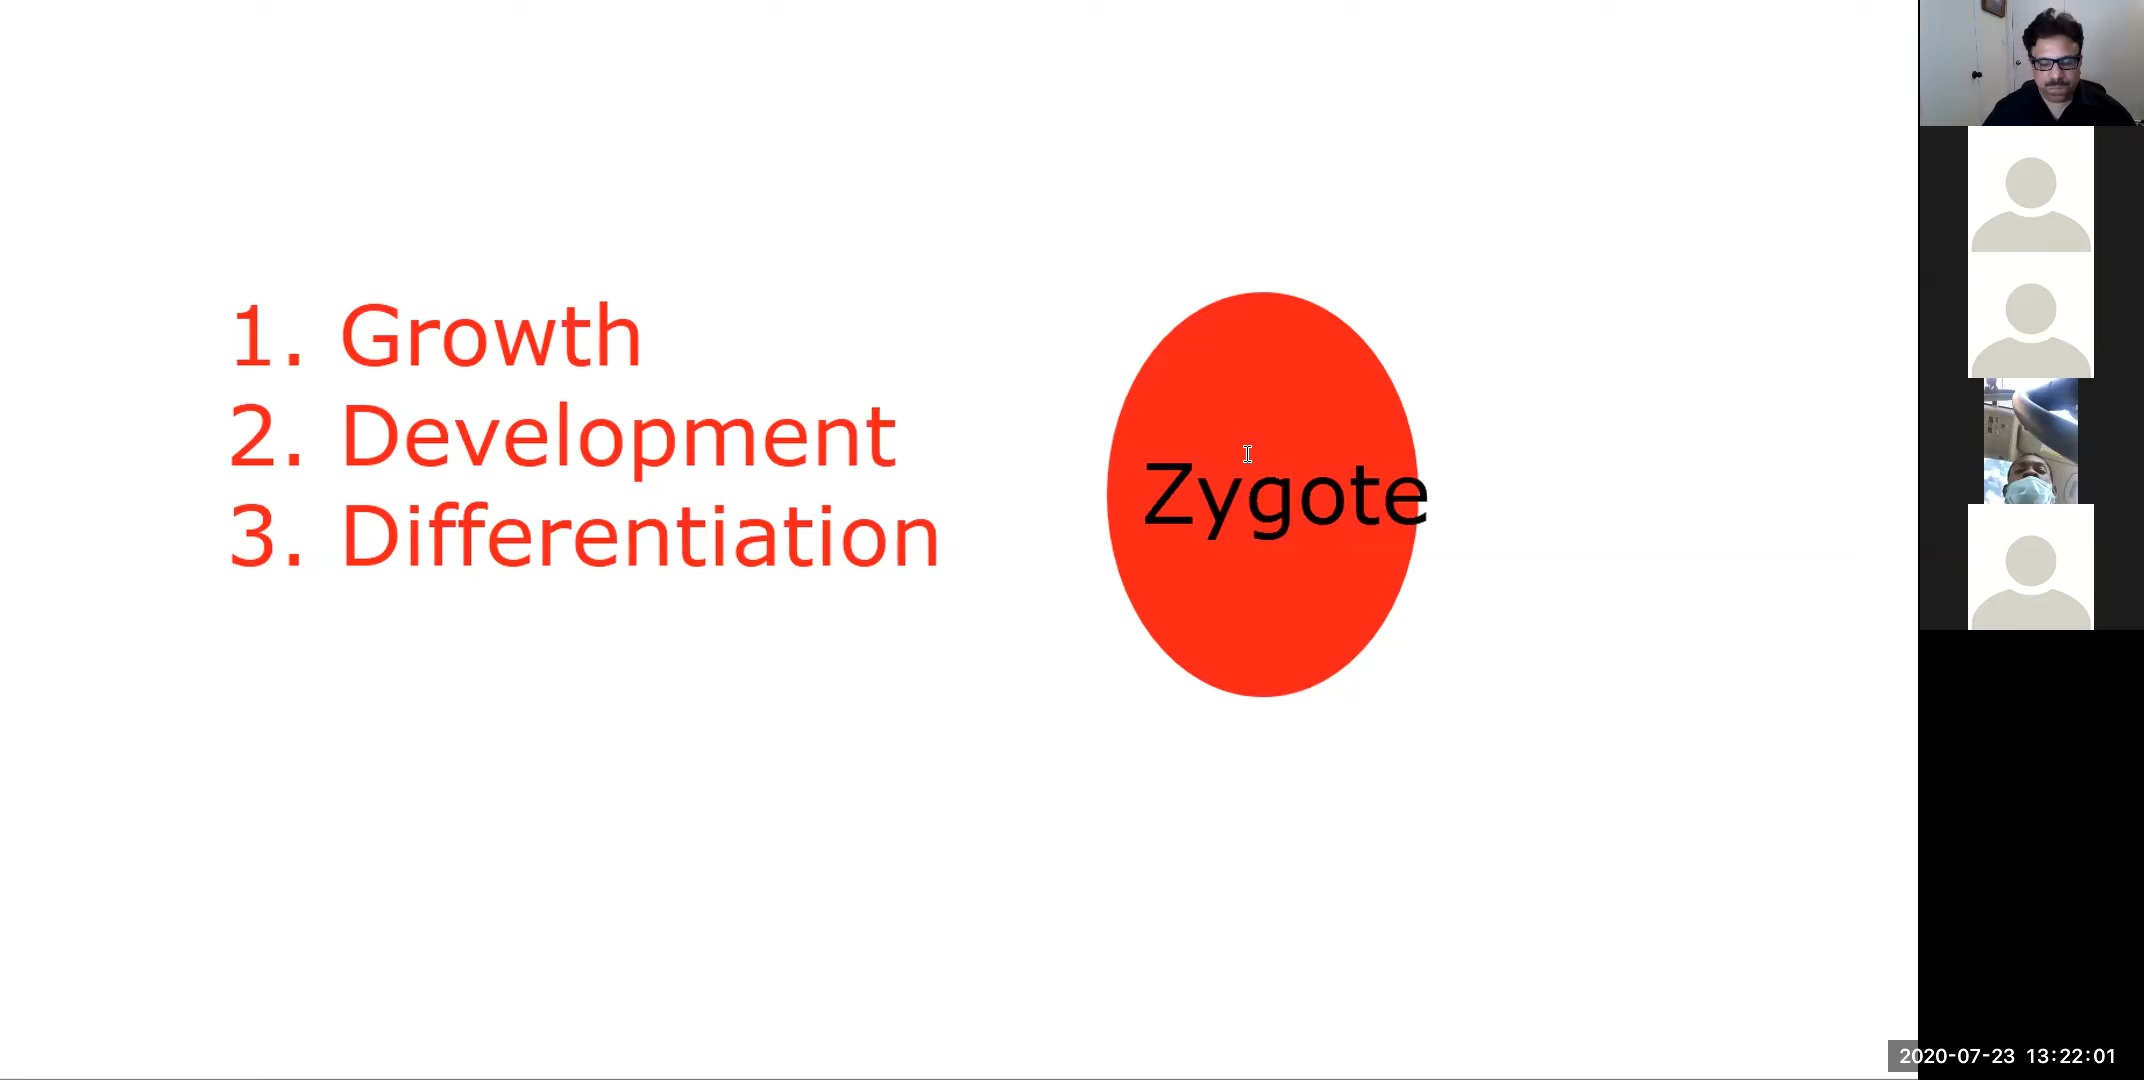 1. Growth
2. Development
3. Differentiation
Zygote
2020-07-23 13:22:01